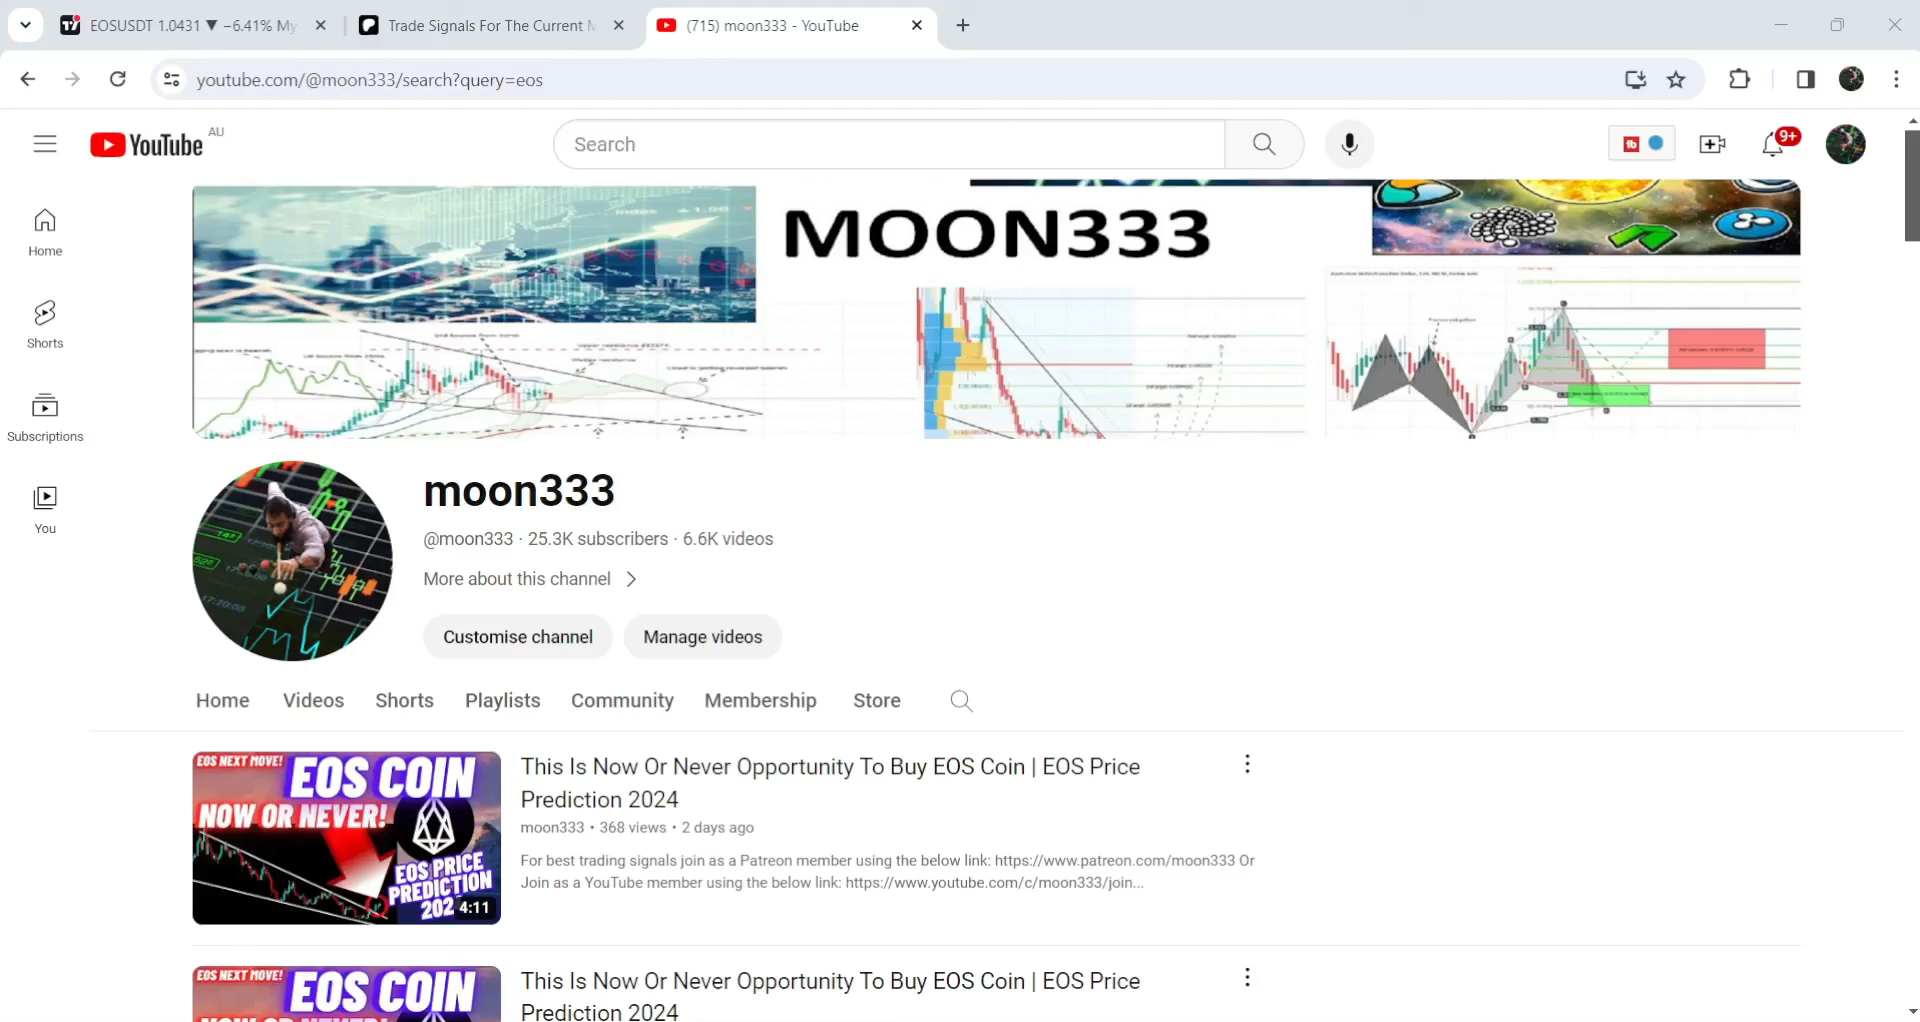 EOSUSDT 1.0431 ▼ −6.41% My
Trade Signals For The Current M
(715) moon333 - YouTube
youtube.com/@moon333/search?query=eos
YouTube AU
Search
9+
Home
Shorts
Subscriptions
You
MOON333
moon333
@moon333 · 25.3K subscribers · 6.6K videos
More about this channel
Customise channel
Manage videos
Home Videos Shorts Playlists Community Membership Store
EOS NEXT MOVE!
EOS COIN
NOW OR NEVER!
EOS PRICE
PREDICTION
202
4:11
This Is Now Or Never Opportunity To Buy EOS Coin | EOS Price
Prediction 2024
moon333 • 368 views • 2 days ago
For best trading signals join as a Patreon member using the below link: https://www.patreon.com/moon333 Or
Join as a YouTube member using the below link: https://www.youtube.com/c/moon333/join...
EOS NEXT MOVE!
EOS COIN
NOW OR NEVER!
This Is Now Or Never Opportunity To Buy EOS Coin | EOS Price
Prediction 2024